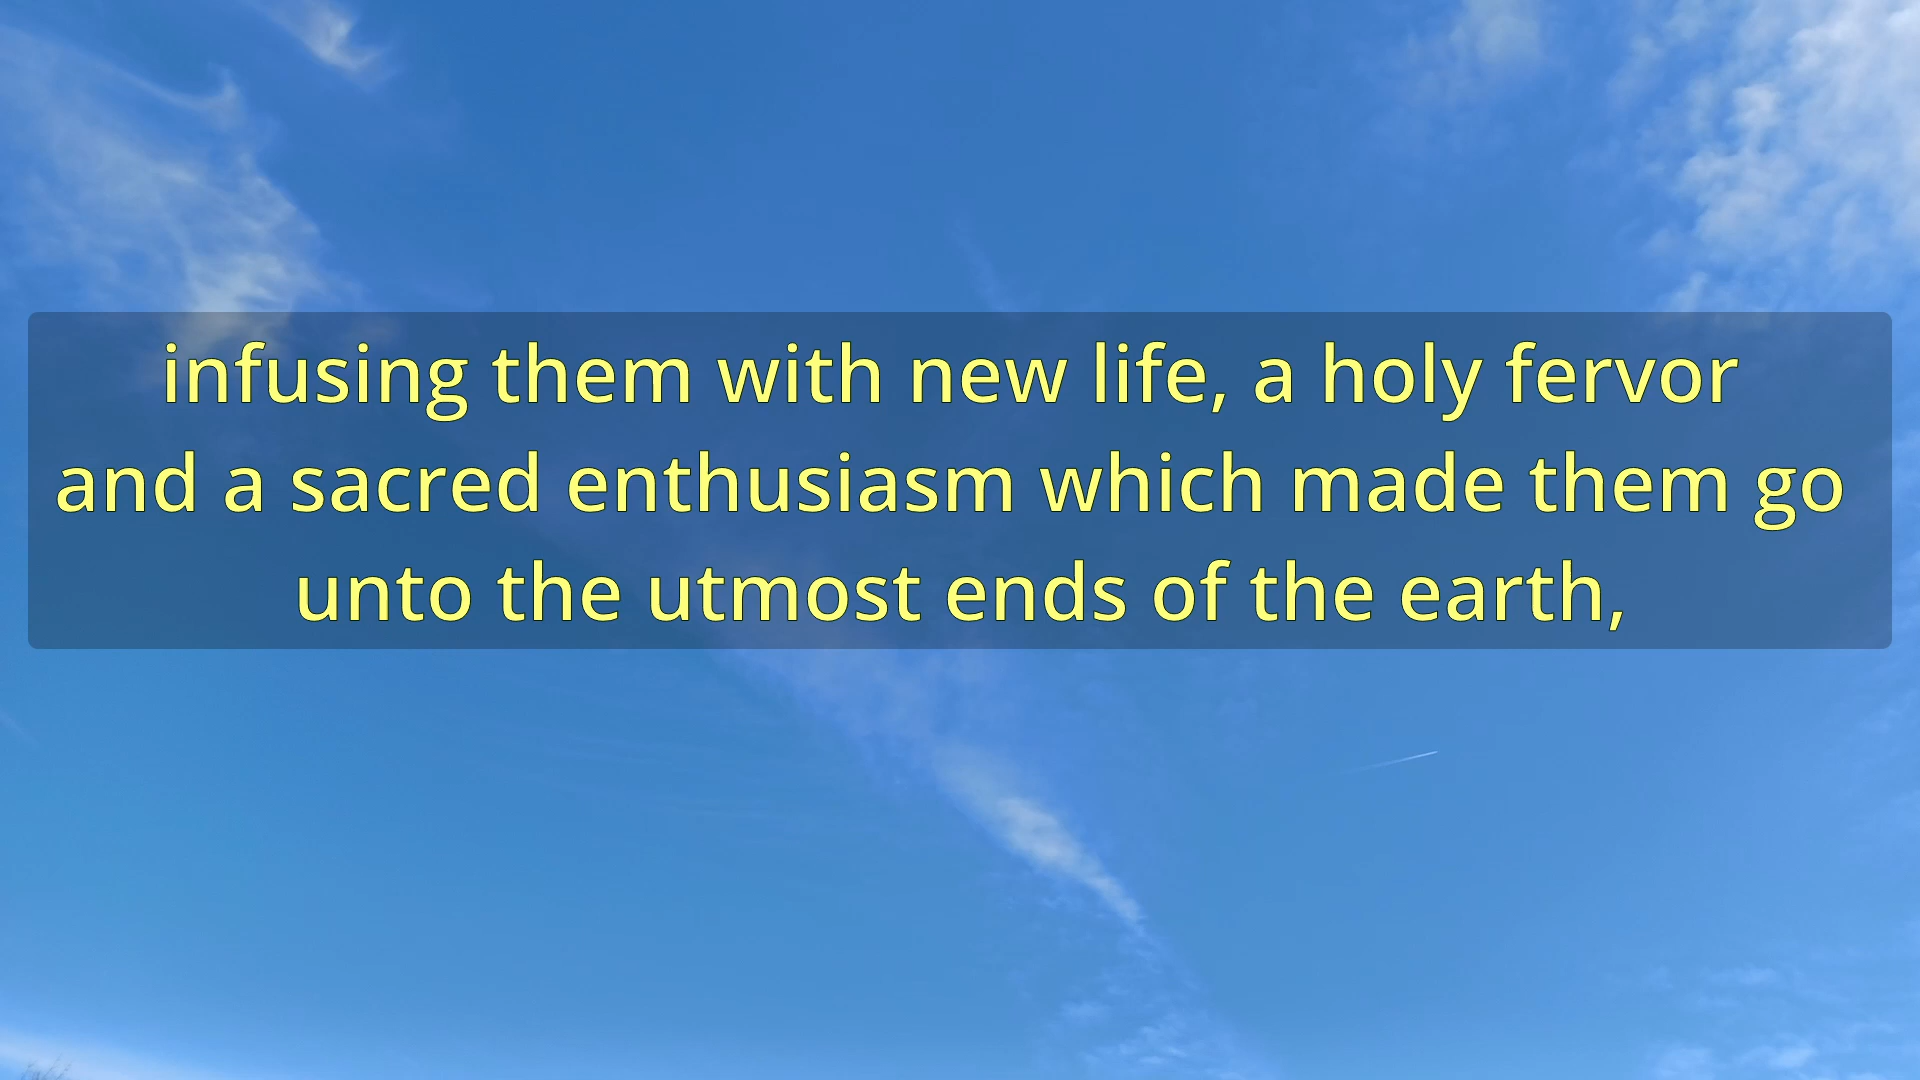 infusing them with new life, a holy fervor
and a sacred enthusiasm which made them go
unto the utmost ends of the earth,